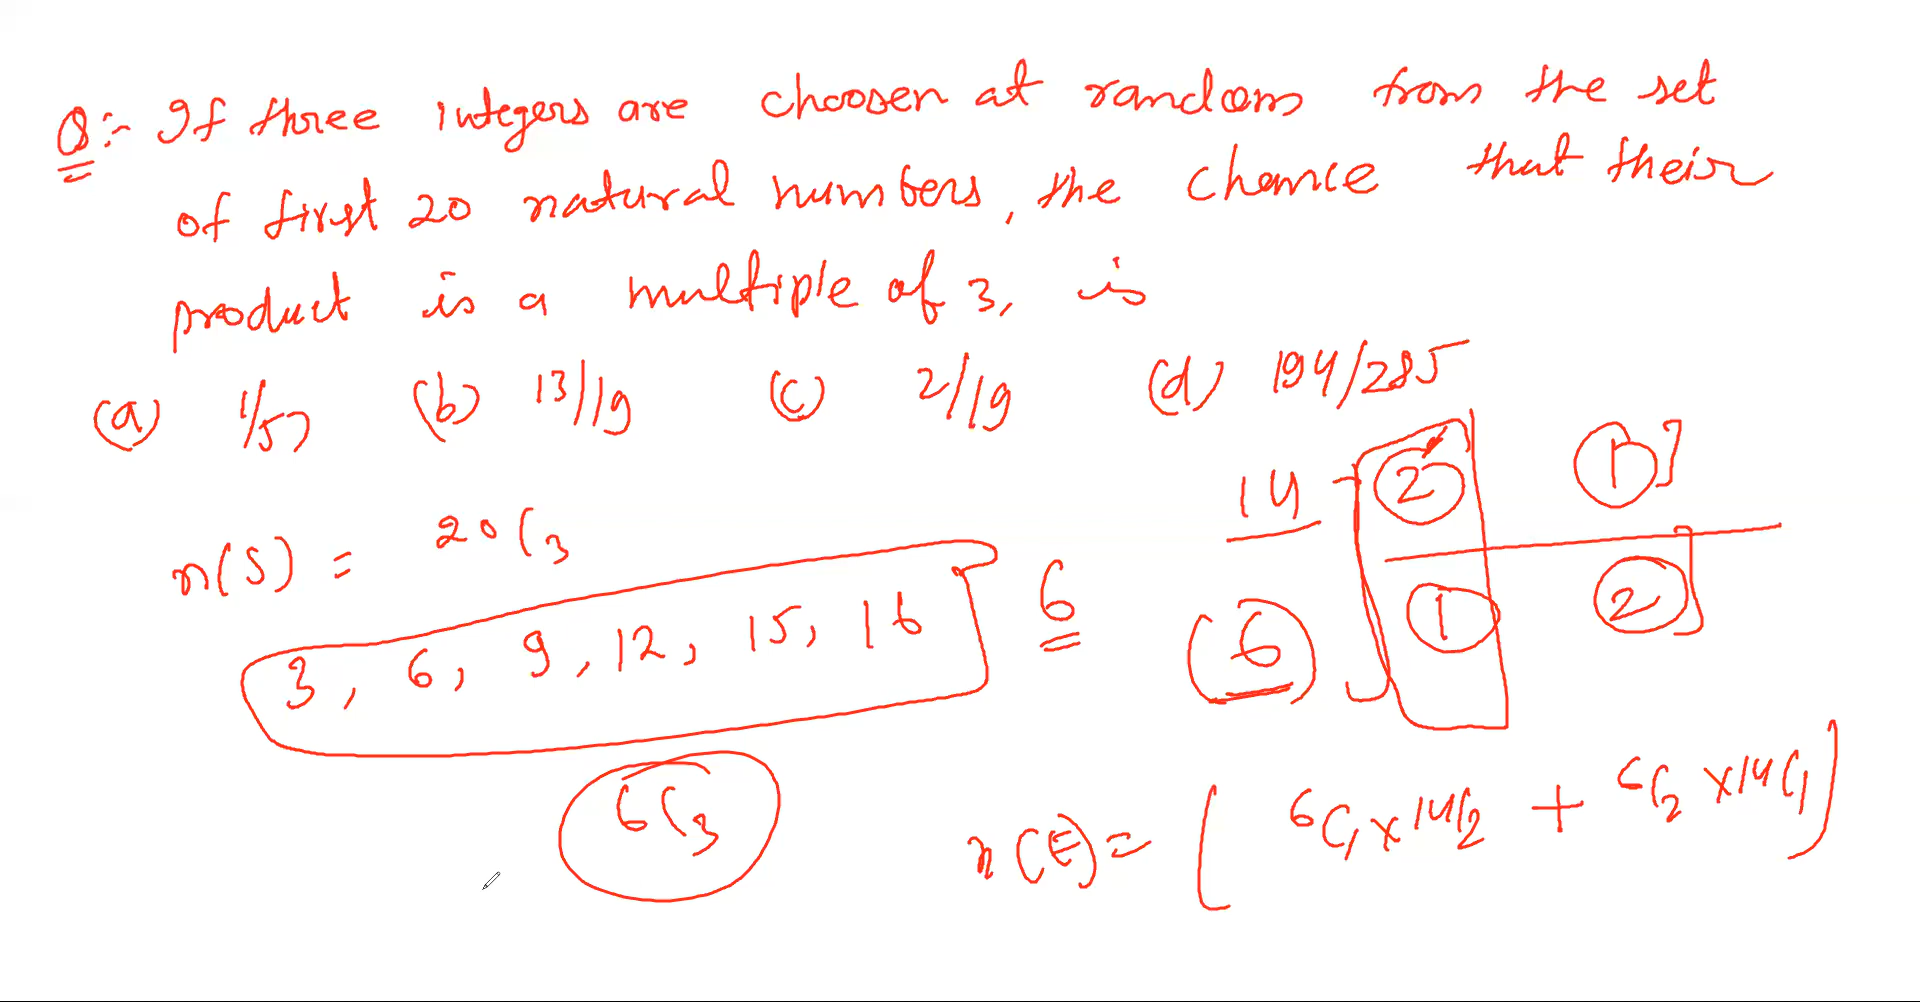 Q:- If three integers are choosen at random from the set
of first 20 natural numbers, the chance that their
product is a multiple of 3, is
(a) 1/57 (b) 13/19 (c) 2/19 (d) 194/285
14 2 1
n(S) = 20C3
3, 6, 9, 12, 15, 16 6 6 1 2
6C3
n(E) = ( 6C1 x 14C2 + 6C2 x 14C1 )